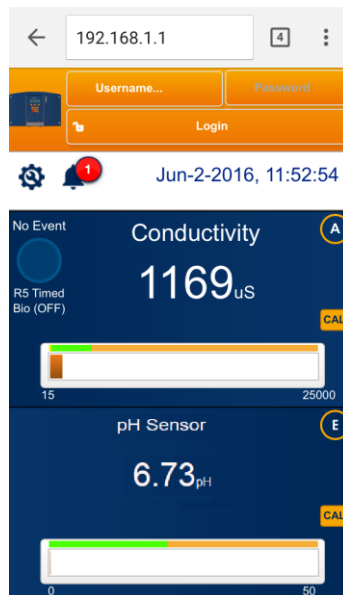 192.168.1.1
4
Username...
Password
Login
1
Jun-2-2016, 11:52:54
No Event
Conductivity
A
1169uS
R5 Timed
Bio (OFF)
CAL
15
25000
pH Sensor
E
6.73pH
CAL
0
50